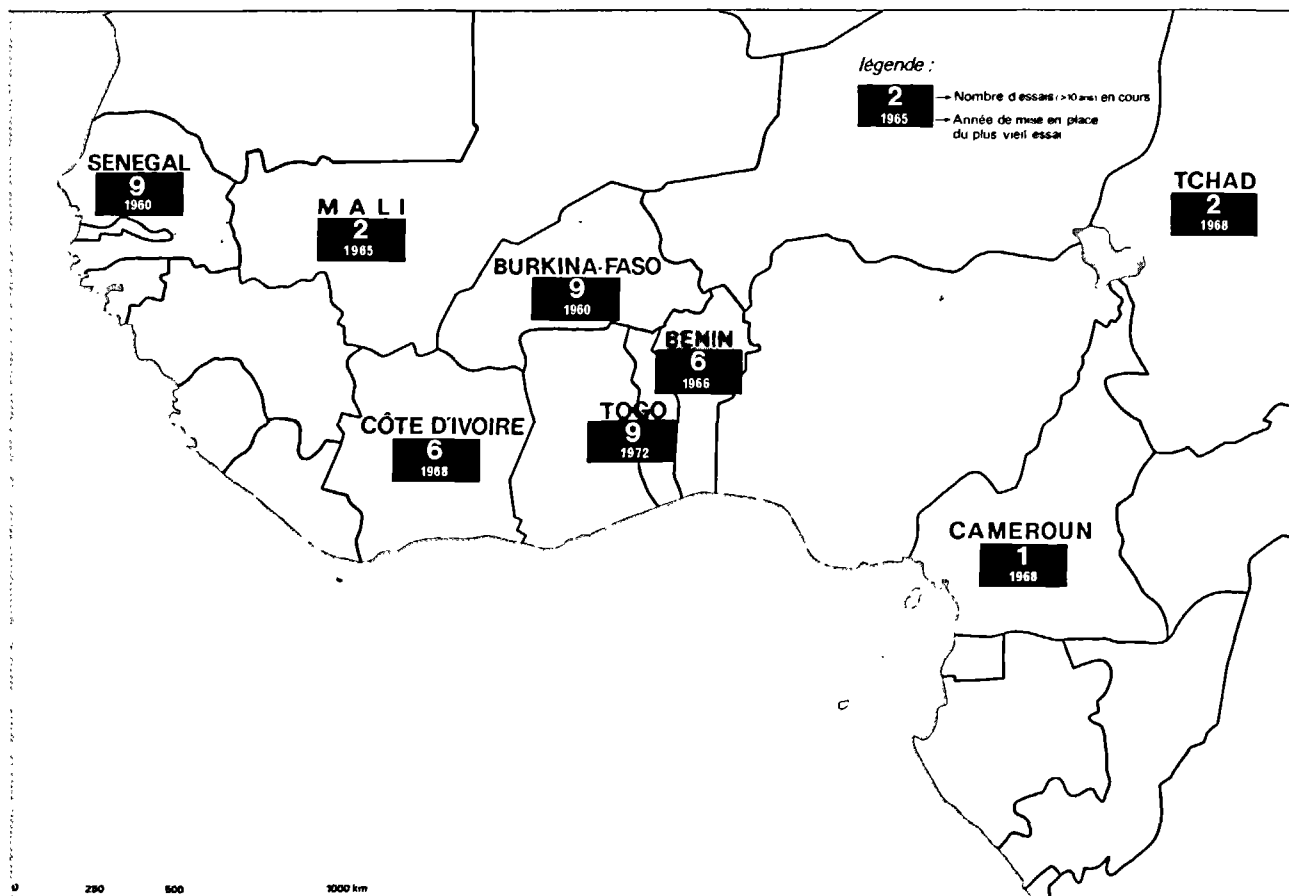 légende :
2
1965
→ Nombre d'essais (>10 ans) en cours
→ Année de mise en place
du plus vieil essai
SENEGAL
9
1960
MALI
2
1965
BURKINA-FASO
9
1960
TCHAD
2
1968
BENIN
6
1966
TOGO
9
1972
CÔTE D'IVOIRE
6
1968
CAMEROUN
1
1968
0 250 500 1000 km